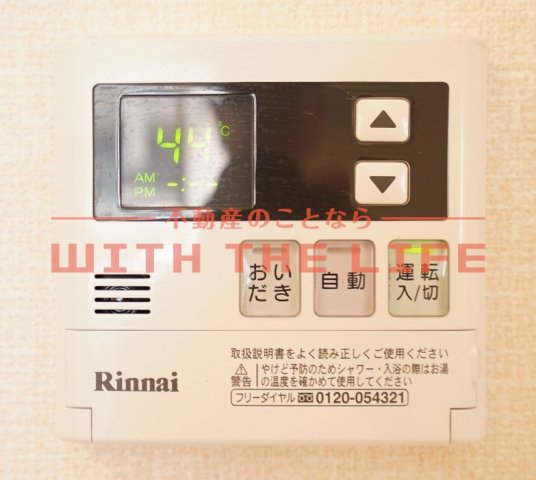 44℃
AM
PM -:--
▲
▼
不動産のことなら
WITH THE LIFE
おい
だき
自動
運転
入/切
取扱説明書をよく読み正しくご使用ください
⚠警告 やけど予防のためシャワー・入浴の際はお湯
の温度を確かめて使用してください
Rinnai
フリーダイヤル 0120-054321